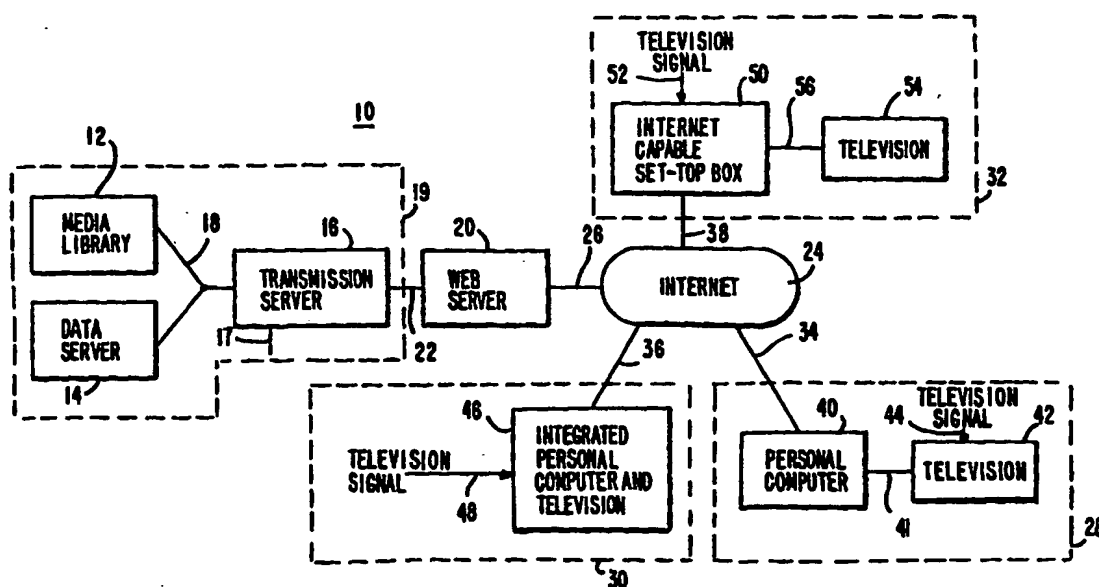 10
12
MEDIA
LIBRARY
18
DATA
SERVER
14
16
TRANSMISSION
SERVER
17
19
22
20
WEB
SERVER
26
INTERNET
24
TELEVISION
SIGNAL
52
50
INTERNET
CAPABLE
SET-TOP BOX
56
54
TELEVISION
32
38
36
34
46
TELEVISION
SIGNAL
48
INTEGRATED
PERSONAL
COMPUTER AND
TELEVISION
30
40
PERSONAL
COMPUTER
41
TELEVISION
SIGNAL
44
42
TELEVISION
28